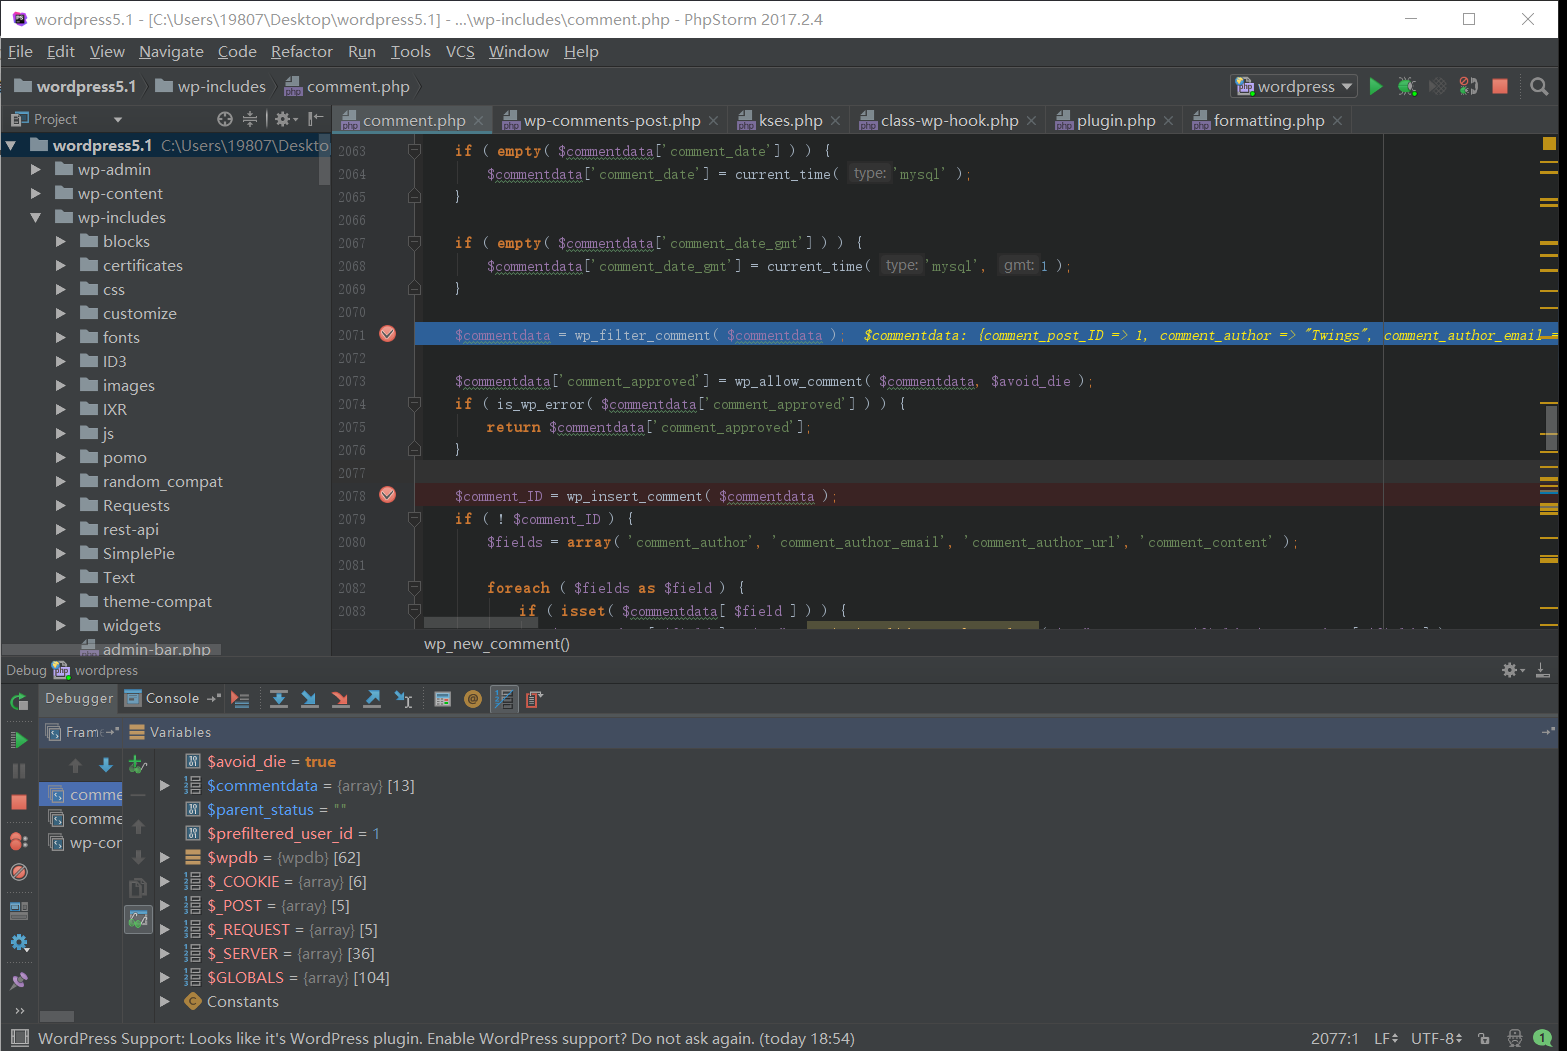 wordpress5.1 - [C:\Users\19807\Desktop\wordpress5.1] - ...\wp-includes\comment.php - PhpStorm 2017.2.4
File Edit View Navigate Code Refactor Run Tools VCS Window Help
wordpress5.1 wp-includes comment.php
wordpress
Project
comment.php wp-comments-post.php kses.php class-wp-hook.php plugin.php formatting.php
wordpress5.1 C:\Users\19807\Deskto
wp-admin
wp-content
wp-includes
blocks
certificates
css
customize
fonts
ID3
images
IXR
js
pomo
random_compat
Requests
rest-api
SimplePie
Text
theme-compat
widgets
admin-bar.php
2063 if ( empty( $commentdata['comment_date'] ) ) {
2064 $commentdata['comment_date'] = current_time( type: 'mysql' );
2065 }
2066
2067 if ( empty( $commentdata['comment_date_gmt'] ) ) {
2068 $commentdata['comment_date_gmt'] = current_time( type: 'mysql', gmt: 1 );
2069 }
2070
2071 $commentdata = wp_filter_comment( $commentdata ); $commentdata: {comment_post_ID => 1, comment_author => "Twings", comment_author_email =
2072
2073 $commentdata['comment_approved'] = wp_allow_comment( $commentdata, $avoid_die );
2074 if ( is_wp_error( $commentdata['comment_approved'] ) ) {
2075 return $commentdata['comment_approved'];
2076 }
2077
2078 $comment_ID = wp_insert_comment( $commentdata );
2079 if ( ! $comment_ID ) {
2080 $fields = array( 'comment_author', 'comment_author_email', 'comment_author_url', 'comment_content' );
2081
2082 foreach ( $fields as $field ) {
2083 if ( isset( $commentdata[ $field ] ) ) {
wp_new_comment()
Debug wordpress
Debugger Console
Frame Variables
comme
comme
wp-cor
$avoid_die = true
$commentdata = {array} [13]
$parent_status = ""
$prefiltered_user_id = 1
$wpdb = {wpdb} [62]
$_COOKIE = {array} [6]
$_POST = {array} [5]
$_REQUEST = {array} [5]
$_SERVER = {array} [36]
$GLOBALS = {array} [104]
Constants
WordPress Support: Looks like it's WordPress plugin. Enable WordPress support? Do not ask again. (today 18:54) 2077:1 LF UTF-8 1